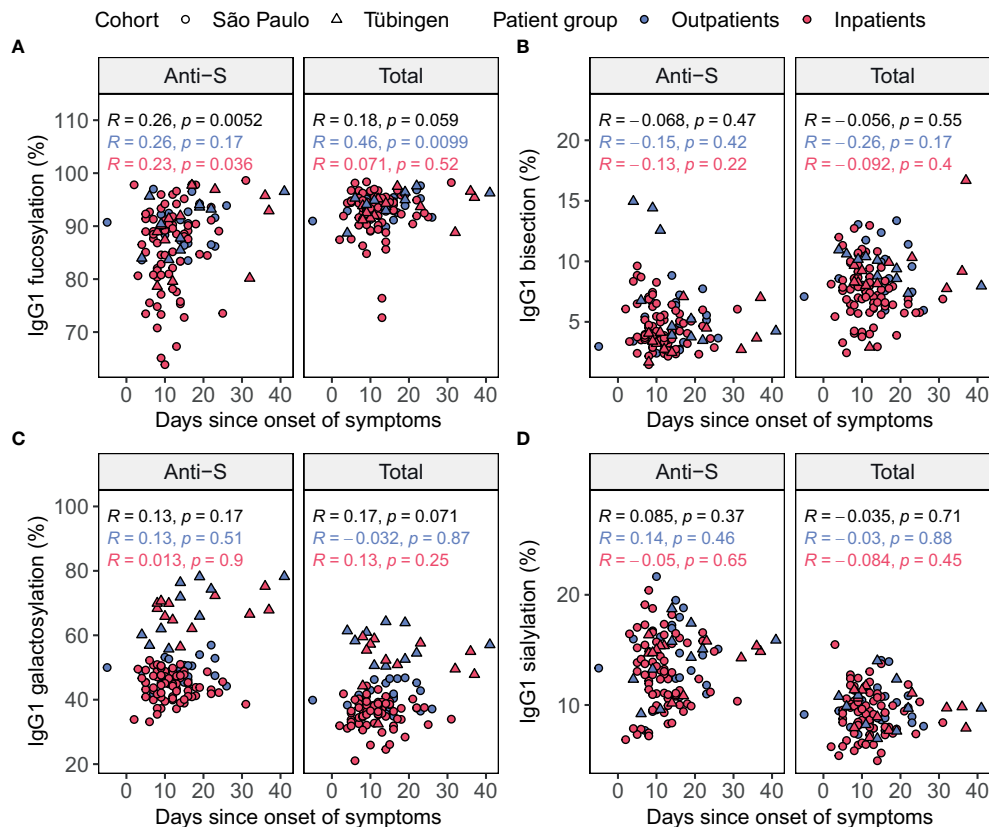 Cohort São Paulo Tübingen Patient group Outpatients Inpatients
A
Anti−S Total
R = 0.26, p = 0.0052 R = 0.18, p = 0.059
R = 0.26, p = 0.17 R = 0.46, p = 0.0099
R = 0.23, p = 0.036 R = 0.071, p = 0.52
IgG1 fucosylation (%)
110
100
90
80
70
0 10 20 30 40 0 10 20 30 40
Days since onset of symptoms
B
Anti−S Total
R = −0.068, p = 0.47 R = −0.056, p = 0.55
R = −0.15, p = 0.42 R = −0.26, p = 0.17
R = −0.13, p = 0.22 R = −0.092, p = 0.4
IgG1 bisection (%)
20
15
10
5
0 10 20 30 40 0 10 20 30 40
Days since onset of symptoms
C
Anti−S Total
R = 0.13, p = 0.17 R = 0.17, p = 0.071
R = 0.13, p = 0.51 R = −0.032, p = 0.87
R = 0.013, p = 0.9 R = 0.13, p = 0.25
IgG1 galactosylation (%)
100
80
60
40
20
0 10 20 30 40 0 10 20 30 40
Days since onset of symptoms
D
Anti−S Total
R = 0.085, p = 0.37 R = −0.035, p = 0.71
R = 0.14, p = 0.46 R = −0.03, p = 0.88
R = −0.05, p = 0.65 R = −0.084, p = 0.45
IgG1 sialylation (%)
20
10
0 10 20 30 40 0 10 20 30 40
Days since onset of symptoms